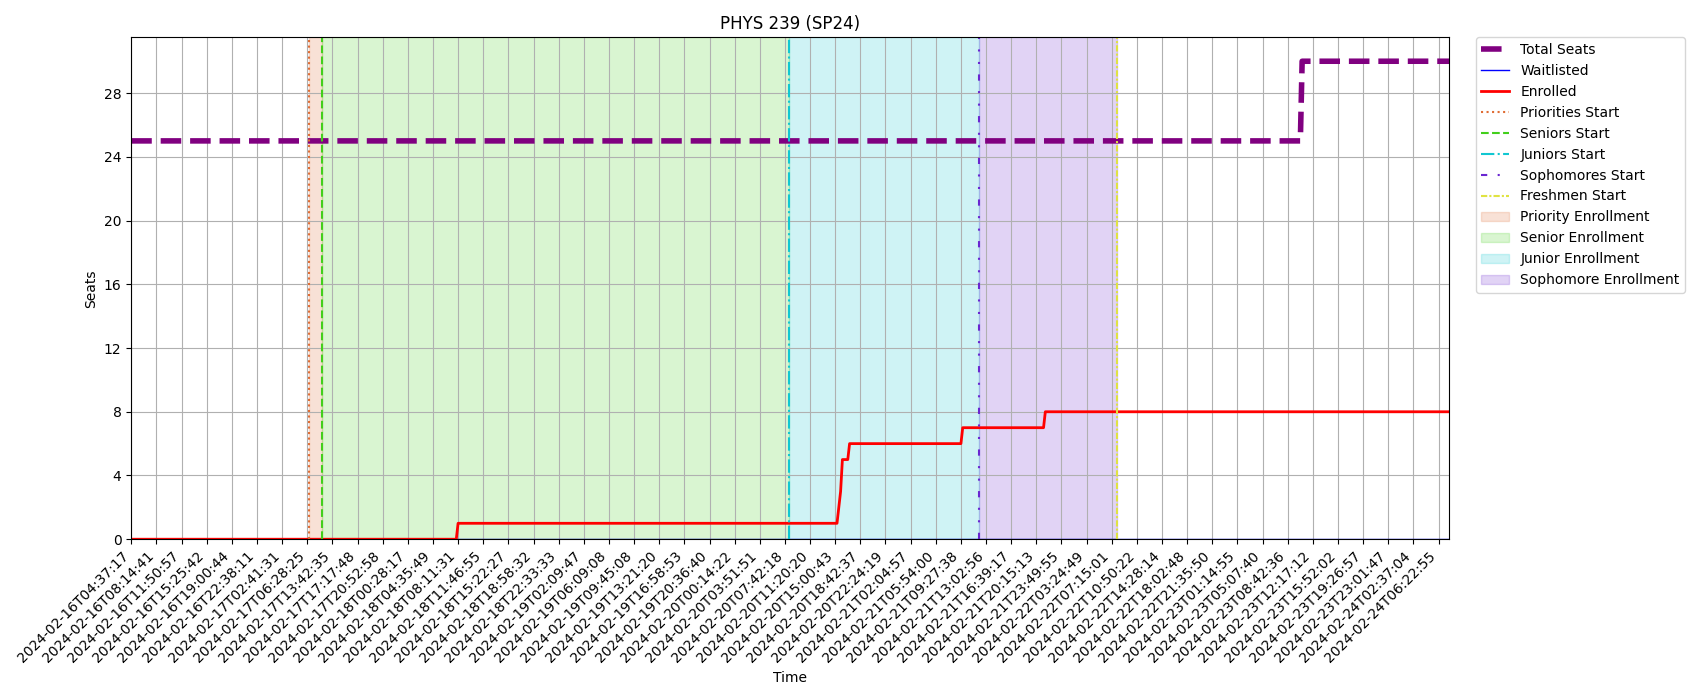 PHYS 239 (SP24)
Total Seats
Waitlisted
Enrolled
Priorities Start
Seniors Start
Juniors Start
Sophomores Start
Freshmen Start
Priority Enrollment
Senior Enrollment
Junior Enrollment
Sophomore Enrollment
Seats
28
24
20
16
12
8
4
0
2024-02-16T04:37:17
2024-02-16T08:14:41
2024-02-16T11:50:57
2024-02-16T15:25:42
2024-02-16T19:00:44
2024-02-16T22:38:11
2024-02-17T02:41:31
2024-02-17T06:28:25
2024-02-17T13:42:35
2024-02-17T17:17:48
2024-02-17T20:52:58
2024-02-18T00:28:17
2024-02-18T04:35:49
2024-02-18T08:11:31
2024-02-18T11:46:55
2024-02-18T15:22:27
2024-02-18T18:58:32
2024-02-18T22:33:33
2024-02-19T02:09:47
2024-02-19T06:09:08
2024-02-19T09:45:08
2024-02-19T13:21:20
2024-02-19T16:58:53
2024-02-19T20:36:40
2024-02-20T00:14:22
2024-02-20T03:51:51
2024-02-20T07:42:18
2024-02-20T11:20:20
2024-02-20T15:00:43
2024-02-20T18:42:37
2024-02-20T22:24:19
2024-02-21T02:04:57
2024-02-21T05:54:00
2024-02-21T09:27:38
2024-02-21T13:02:56
2024-02-21T16:39:17
2024-02-21T20:15:13
2024-02-21T23:49:55
2024-02-22T03:24:49
2024-02-22T07:15:01
2024-02-22T10:50:22
2024-02-22T14:28:14
2024-02-22T18:02:48
2024-02-22T21:35:50
2024-02-23T01:14:55
2024-02-23T05:07:40
2024-02-23T08:42:36
2024-02-23T12:17:12
2024-02-23T15:52:02
2024-02-23T19:26:57
2024-02-23T23:01:47
2024-02-24T02:37:04
2024-02-24T06:22:55
Time